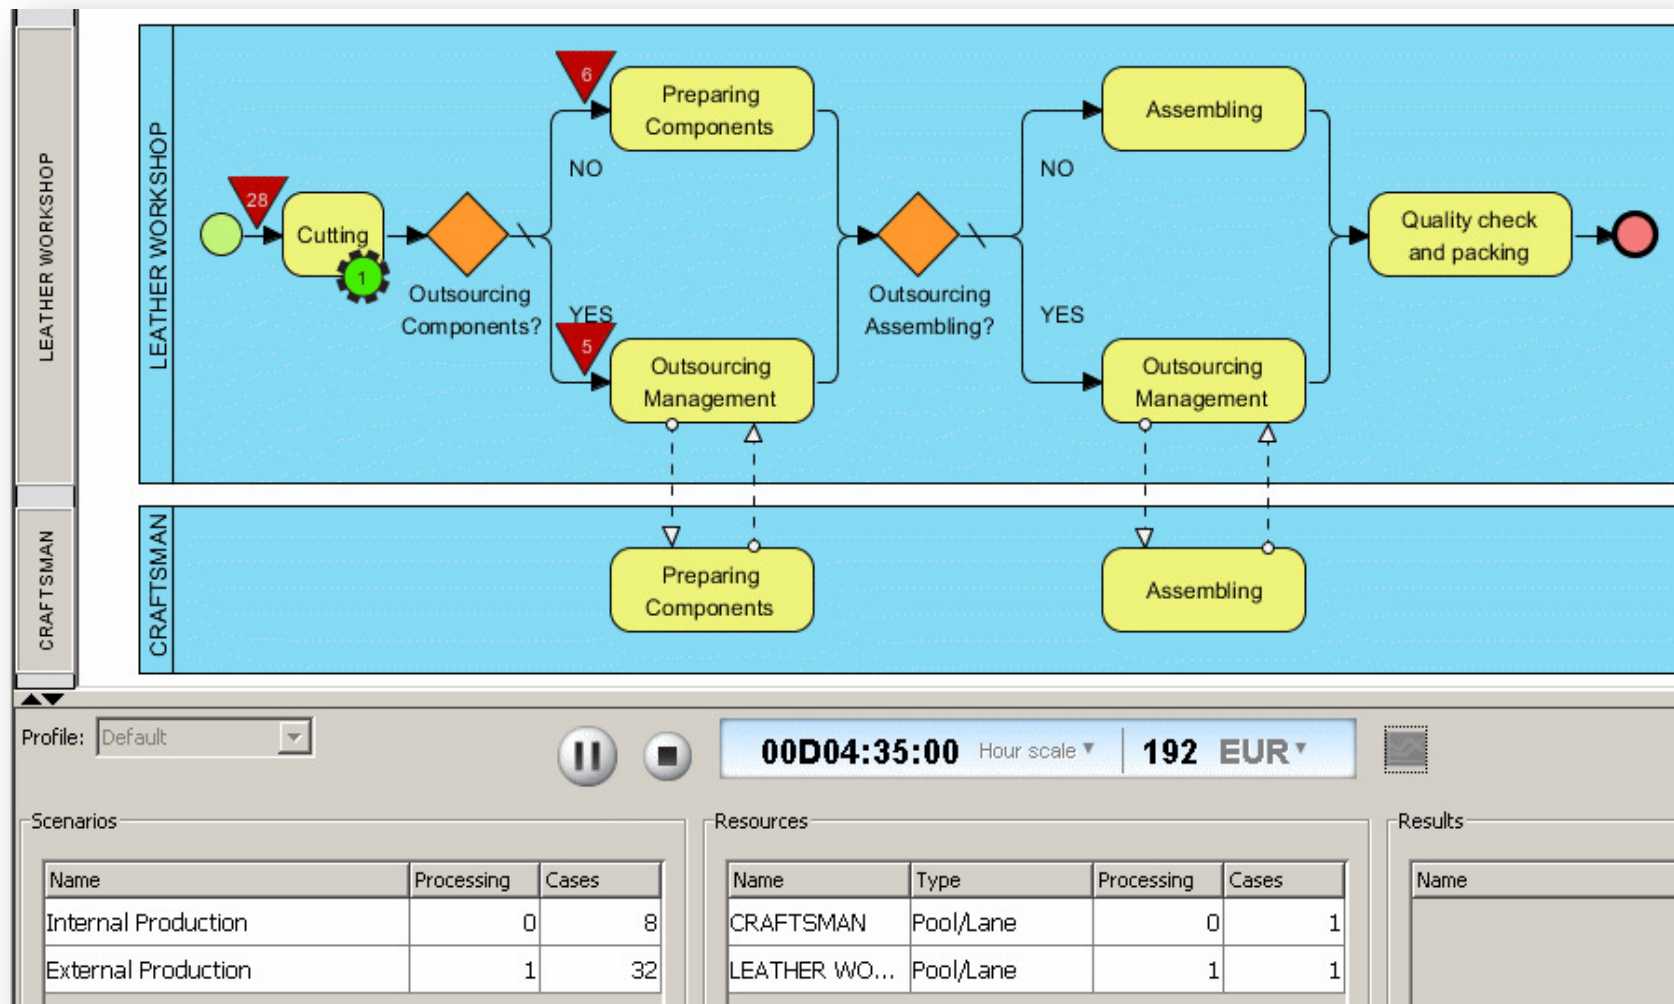 LEATHER WORKSHOP
LEATHER WORKSHOP
28
Cutting
1
Outsourcing
Components?
6
Preparing
Components
NO
YES
5
Outsourcing
Management
Outsourcing
Assembling?
NO
YES
Assembling
Outsourcing
Management
Quality check
and packing
CRAFTSMAN
CRAFTSMAN
Preparing
Components
Assembling
Profile: Default
00D04:35:00 Hour scale 192 EUR
Scenarios
Name Processing Cases
Internal Production 0 8
External Production 1 32
Resources
Name Type Processing Cases
CRAFTSMAN Pool/Lane 0 1
LEATHER WO... Pool/Lane 1 1
Results
Name